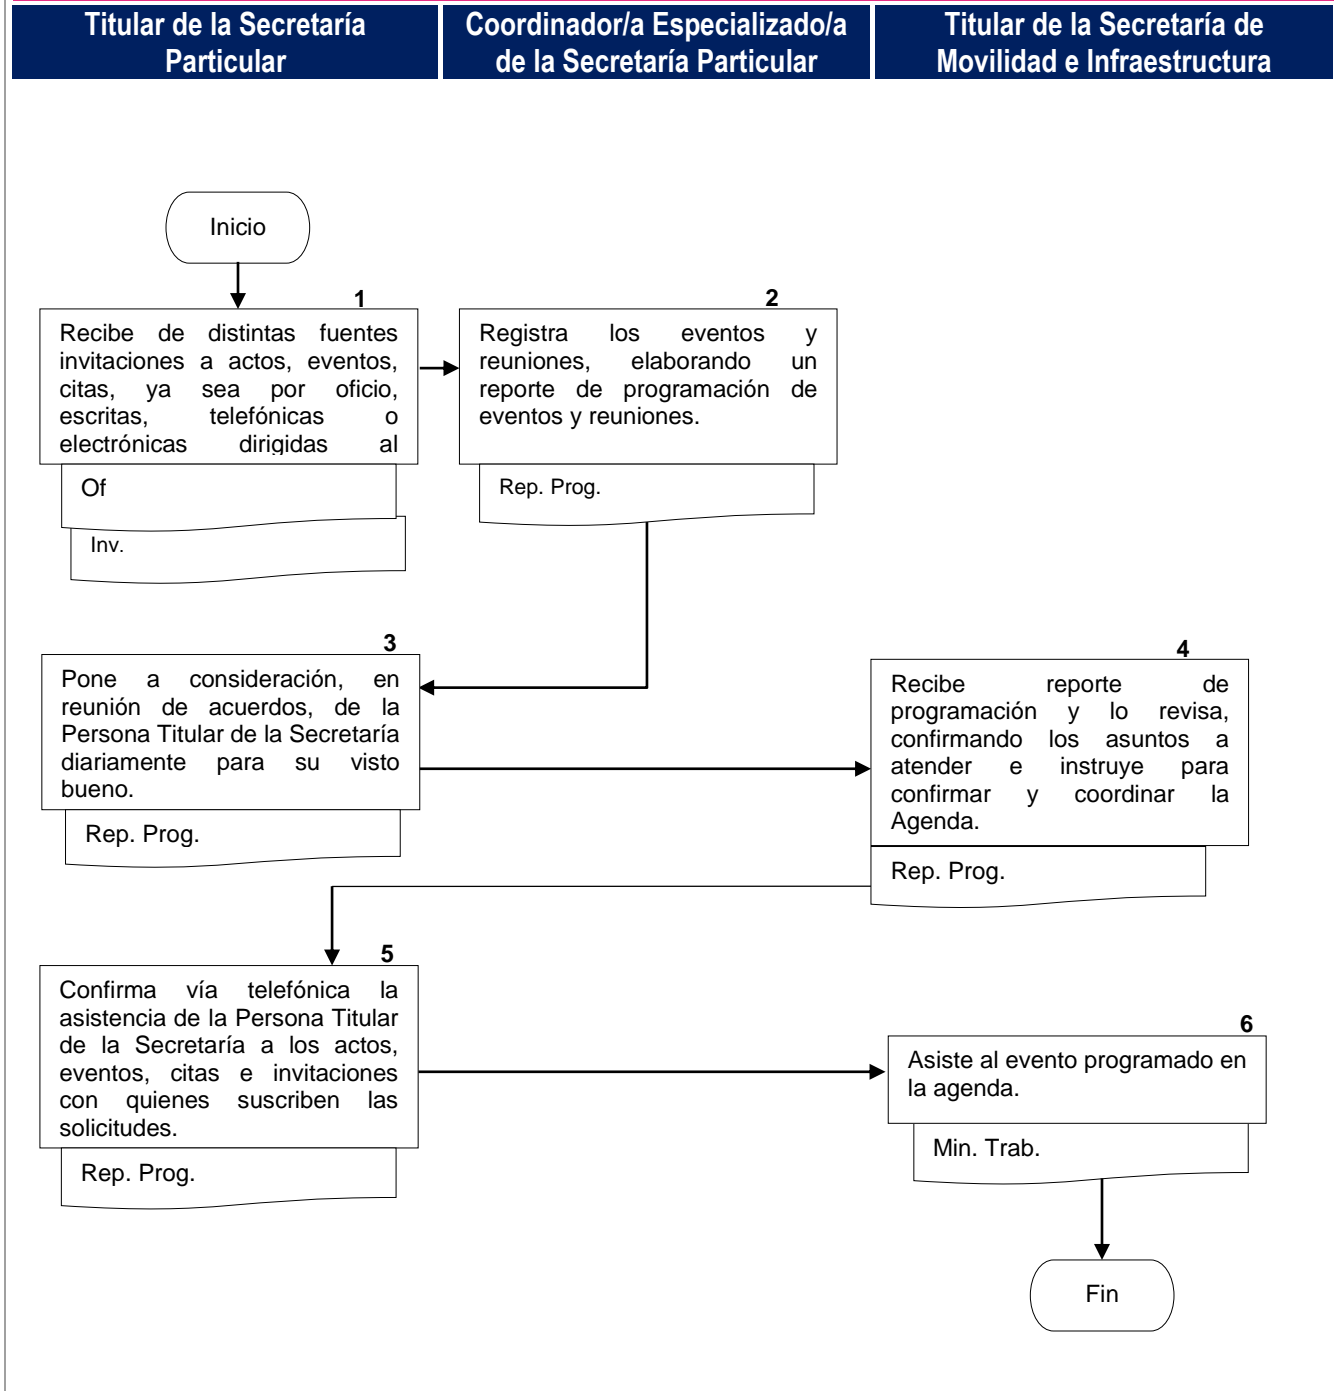 Titular de la Secretaría
Particular
Coordinador/a Especializado/a
de la Secretaría Particular
Titular de la Secretaría de
Movilidad e Infraestructura
Inicio
1
Recibe de distintas fuentes
invitaciones a actos, eventos,
citas, ya sea por oficio,
escritas, telefónicas o
electrónicas dirigidas al
Of
Inv.
2
Registra los eventos y
reuniones, elaborando un
reporte de programación de
eventos y reuniones.
Rep. Prog.
3
Pone a consideración, en
reunión de acuerdos, de la
Persona Titular de la Secretaría
diariamente para su visto
bueno.
Rep. Prog.
4
Recibe reporte de
programación y lo revisa,
confirmando los asuntos a
atender e instruye para
confirmar y coordinar la
Agenda.
Rep. Prog.
5
Confirma vía telefónica la
asistencia de la Persona Titular
de la Secretaría a los actos,
eventos, citas e invitaciones
con quienes suscriben las
solicitudes.
Rep. Prog.
6
Asiste al evento programado en
la agenda.
Min. Trab.
Fin